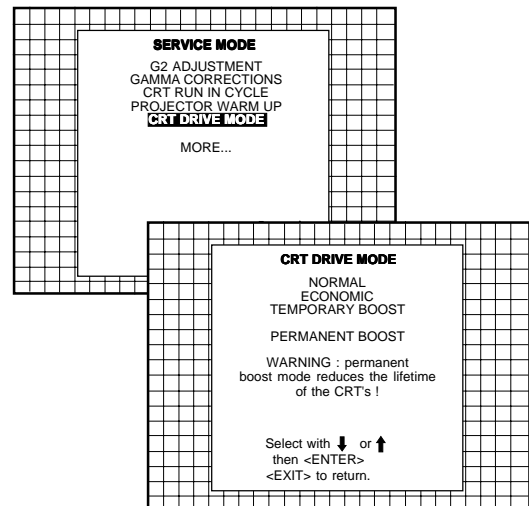 SERVICE MODE
G2 ADJUSTMENT
GAMMA CORRECTIONS
CRT RUN IN CYCLE
PROJECTOR WARM UP
CRT DRIVE MODE
MORE...
CRT DRIVE MODE
NORMAL
ECONOMIC
TEMPORARY BOOST
PERMANENT BOOST
WARNING : permanent
boost mode reduces the lifetime
of the CRT's !
Select with ⬇ or ⬆
then <ENTER>
<EXIT> to return.